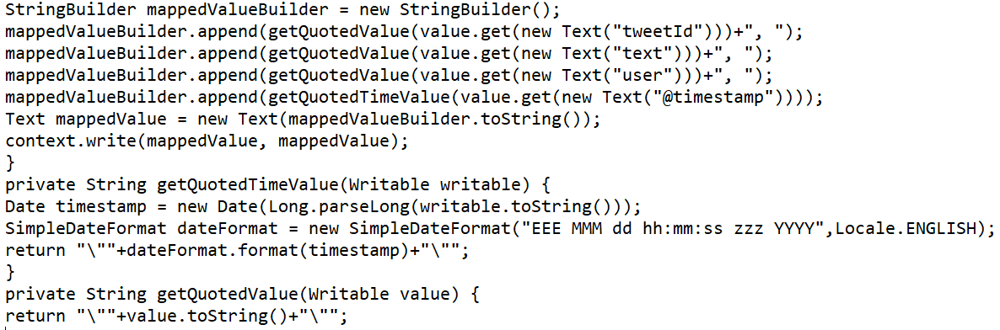 StringBuilder mappedValueBuilder = new StringBuilder();
mappedValueBuilder.append(getQuotedValue(value.get(new Text("tweetId")))+", ");
mappedValueBuilder.append(getQuotedValue(value.get(new Text("text")))+", ");
mappedValueBuilder.append(getQuotedValue(value.get(new Text("user")))+", ");
mappedValueBuilder.append(getQuotedTimeValue(value.get(new Text("@timestamp"))));
Text mappedValue = new Text(mappedValueBuilder.toString());
context.write(mappedValue, mappedValue);
}
private String getQuotedTimeValue(Writable writable) {
Date timestamp = new Date(Long.parseLong(writable.toString()));
SimpleDateFormat dateFormat = new SimpleDateFormat("EEE MMM dd hh:mm:ss zzz YYYY",Locale.ENGLISH);
return "\""+dateFormat.format(timestamp)+"\"";
}
private String getQuotedValue(Writable value) {
return "\""+value.toString()+"\"";